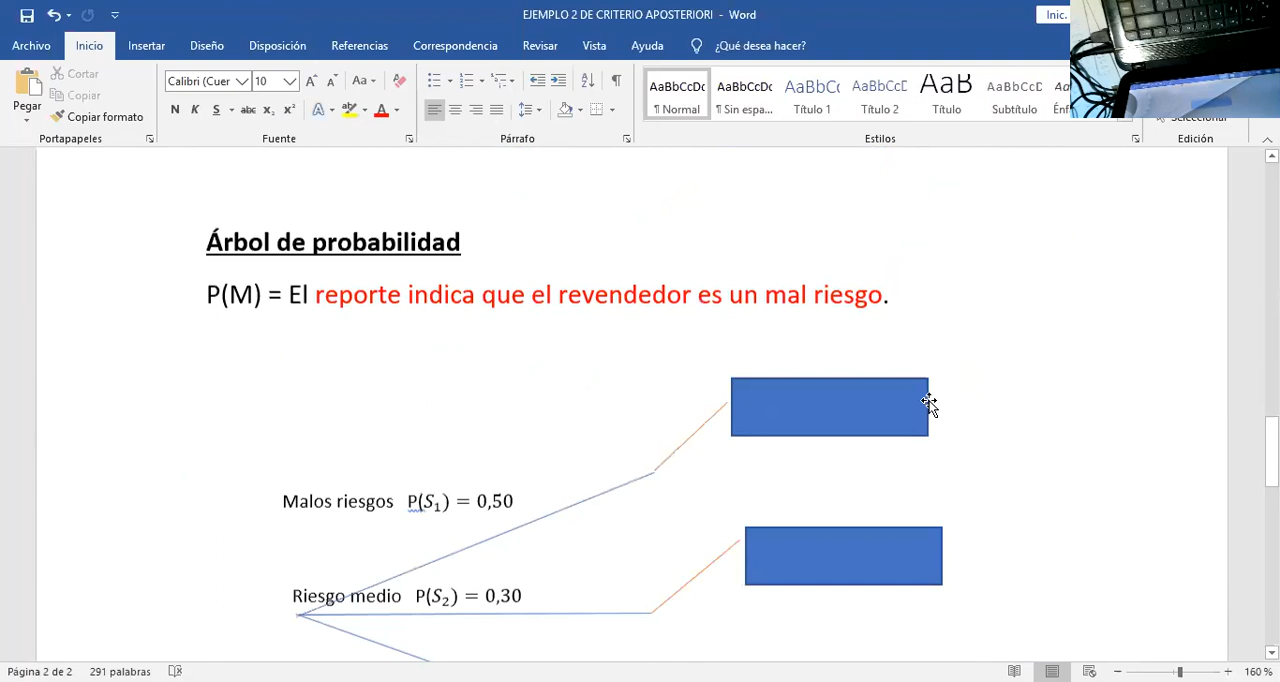 EJEMPLO 2 DE CRITERIO APOSTERIORI - Word
Inic.
Archivo Inicio Insertar Diseño Disposición Referencias Correspondencia Revisar Vista Ayuda ¿Qué desea hacer?
Pegar
Cortar
Copiar
Copiar formato
Portapapeles
Calibri (Cuer 10
N K S abc x₂ x²
Fuente
Párrafo
AaBbCcDc AaBbCcDc AaBbCc AaBbCcD AaB AaBbCcD
¶ Normal ¶ Sin espa... Título 1 Título 2 Título Subtítulo
Estilos
Edición
Árbol de probabilidad
P(M) = El reporte indica que el revendedor es un mal riesgo.
Malos riesgos P(S₁) = 0,50
Riesgo medio P(S₂) = 0,30
Página 2 de 2 291 palabras
160 %